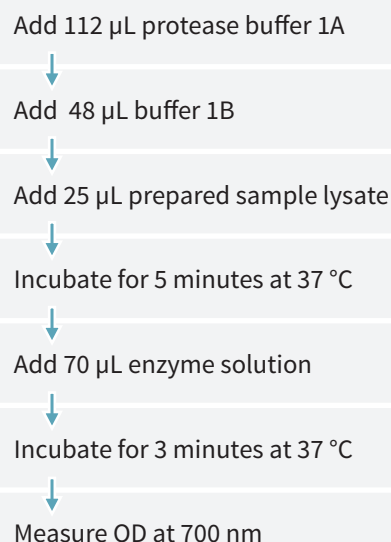 Add 112 µL protease buffer 1A
Add  48 µL buffer 1B
Add 25 µL prepared sample lysate
Incubate for 5 minutes at 37 °C
Add 70 µL enzyme solution
Incubate for 3 minutes at 37 °C
Measure OD at 700 nm